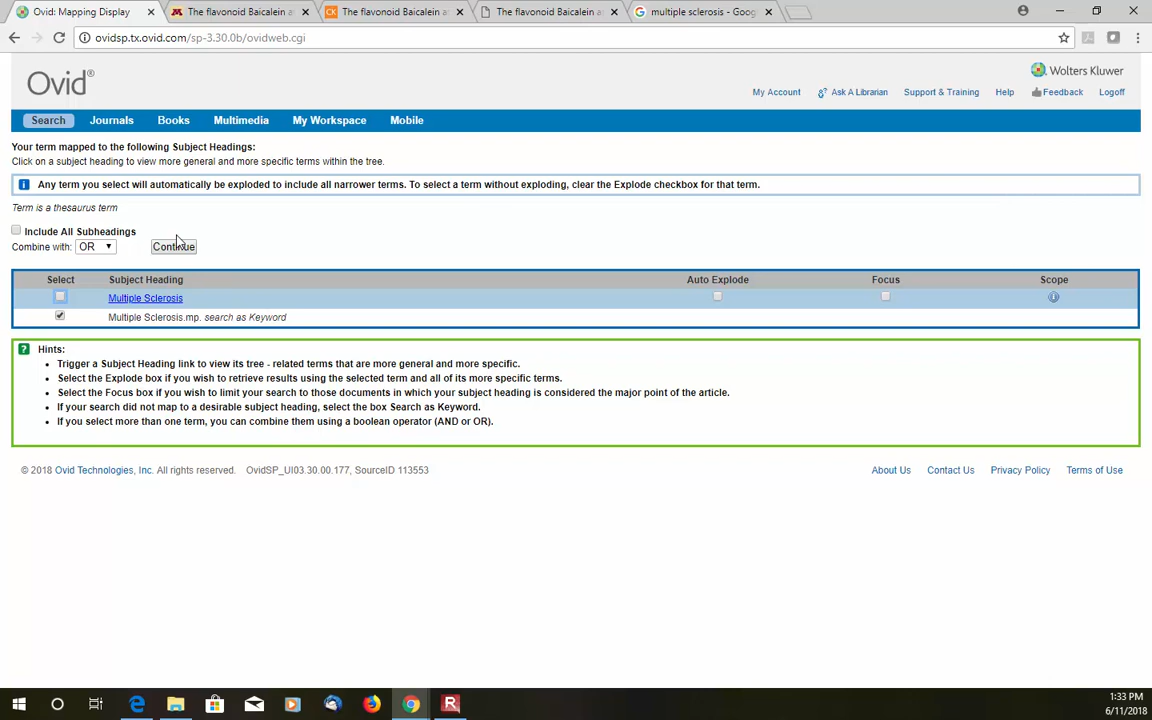 Ovid: Mapping Display
The flavonoid Baicalein a
The flavonoid Baicalein a
The flavonoid Baicalein a
multiple sclerosis - Goog
ovidsp.tx.ovid.com/sp-3.30.0b/ovidweb.cgi
Ovid®
Wolters Kluwer
My Account
Ask A Librarian
Support & Training
Help
Feedback
Logoff
Search
Journals
Books
Multimedia
My Workspace
Mobile
Your term mapped to the following Subject Headings:
Click on a subject heading to view more general and more specific terms within the tree.
Any term you select will automatically be exploded to include all narrower terms. To select a term without exploding, clear the Explode checkbox for that term.
Term is a thesaurus term
Include All Subheadings
Combine with: OR
Continue
Select Subject Heading Auto Explode Focus Scope
Multiple Sclerosis
Multiple Sclerosis.mp. search as Keyword
Hints:
• Trigger a Subject Heading link to view its tree - related terms that are more general and more specific.
• Select the Explode box if you wish to retrieve results using the selected term and all of its more specific terms.
• Select the Focus box if you wish to limit your search to those documents in which your subject heading is considered the major point of the article.
• If your search did not map to a desirable subject heading, select the box Search as Keyword.
• If you select more than one term, you can combine them using a boolean operator (AND or OR).
© 2018 Ovid Technologies, Inc. All rights reserved. OvidSP_UI03.30.00.177, SourceID 113553
About Us
Contact Us
Privacy Policy
Terms of Use
1:33 PM
6/11/2018